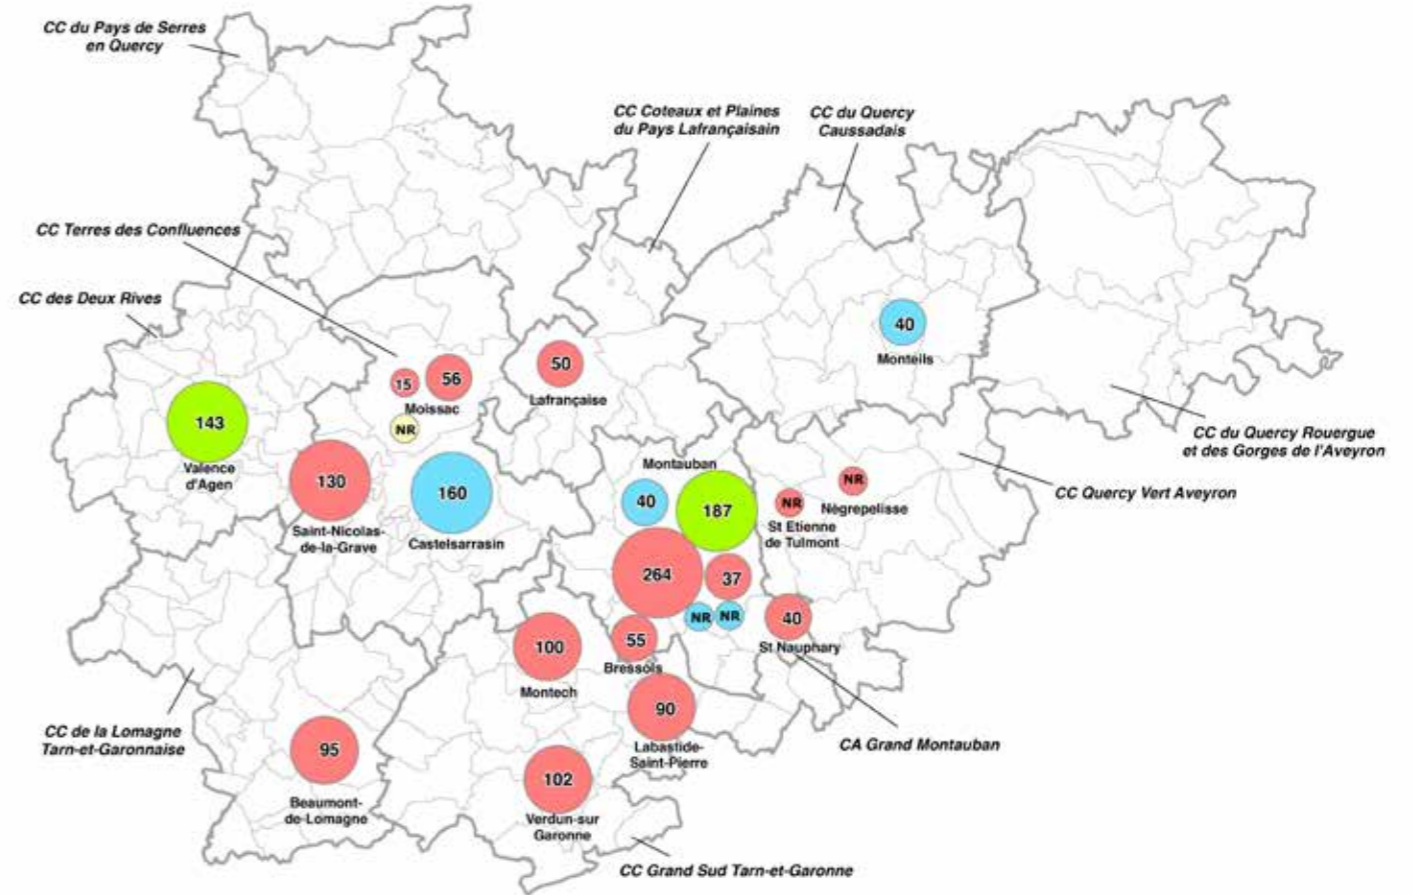 CC du Pays de Serres
en Quercy
CC Coteaux et Plaines
du Pays Lafrançaisain
CC du Quercy
Caussadais
CC Terres des Confluences
CC des Deux Rives
40
Monteils
15
56
Moissac
NR
50
Lafrançaise
143
Valence
d'Agen
CC du Quercy Rouergue
et des Gorges de l'Aveyron
130
Saint-Nicolas-
de-la-Grave
160
Castelsarrasin
Montauban
40
187
NR
St Etienne
de Tulmont
NR
Nègrepelisse
CC Quercy Vert Aveyron
264
37
NR
NR
40
St Nauphary
100
Montech
55
Bressols
90
Labastide-
Saint-Pierre
CC de la Lomagne
Tarn-et-Garonnaise
CA Grand Montauban
95
Beaumont-
de-Lomagne
102
Verdun-sur
Garonne
CC Grand Sud Tarn-et-Garonne